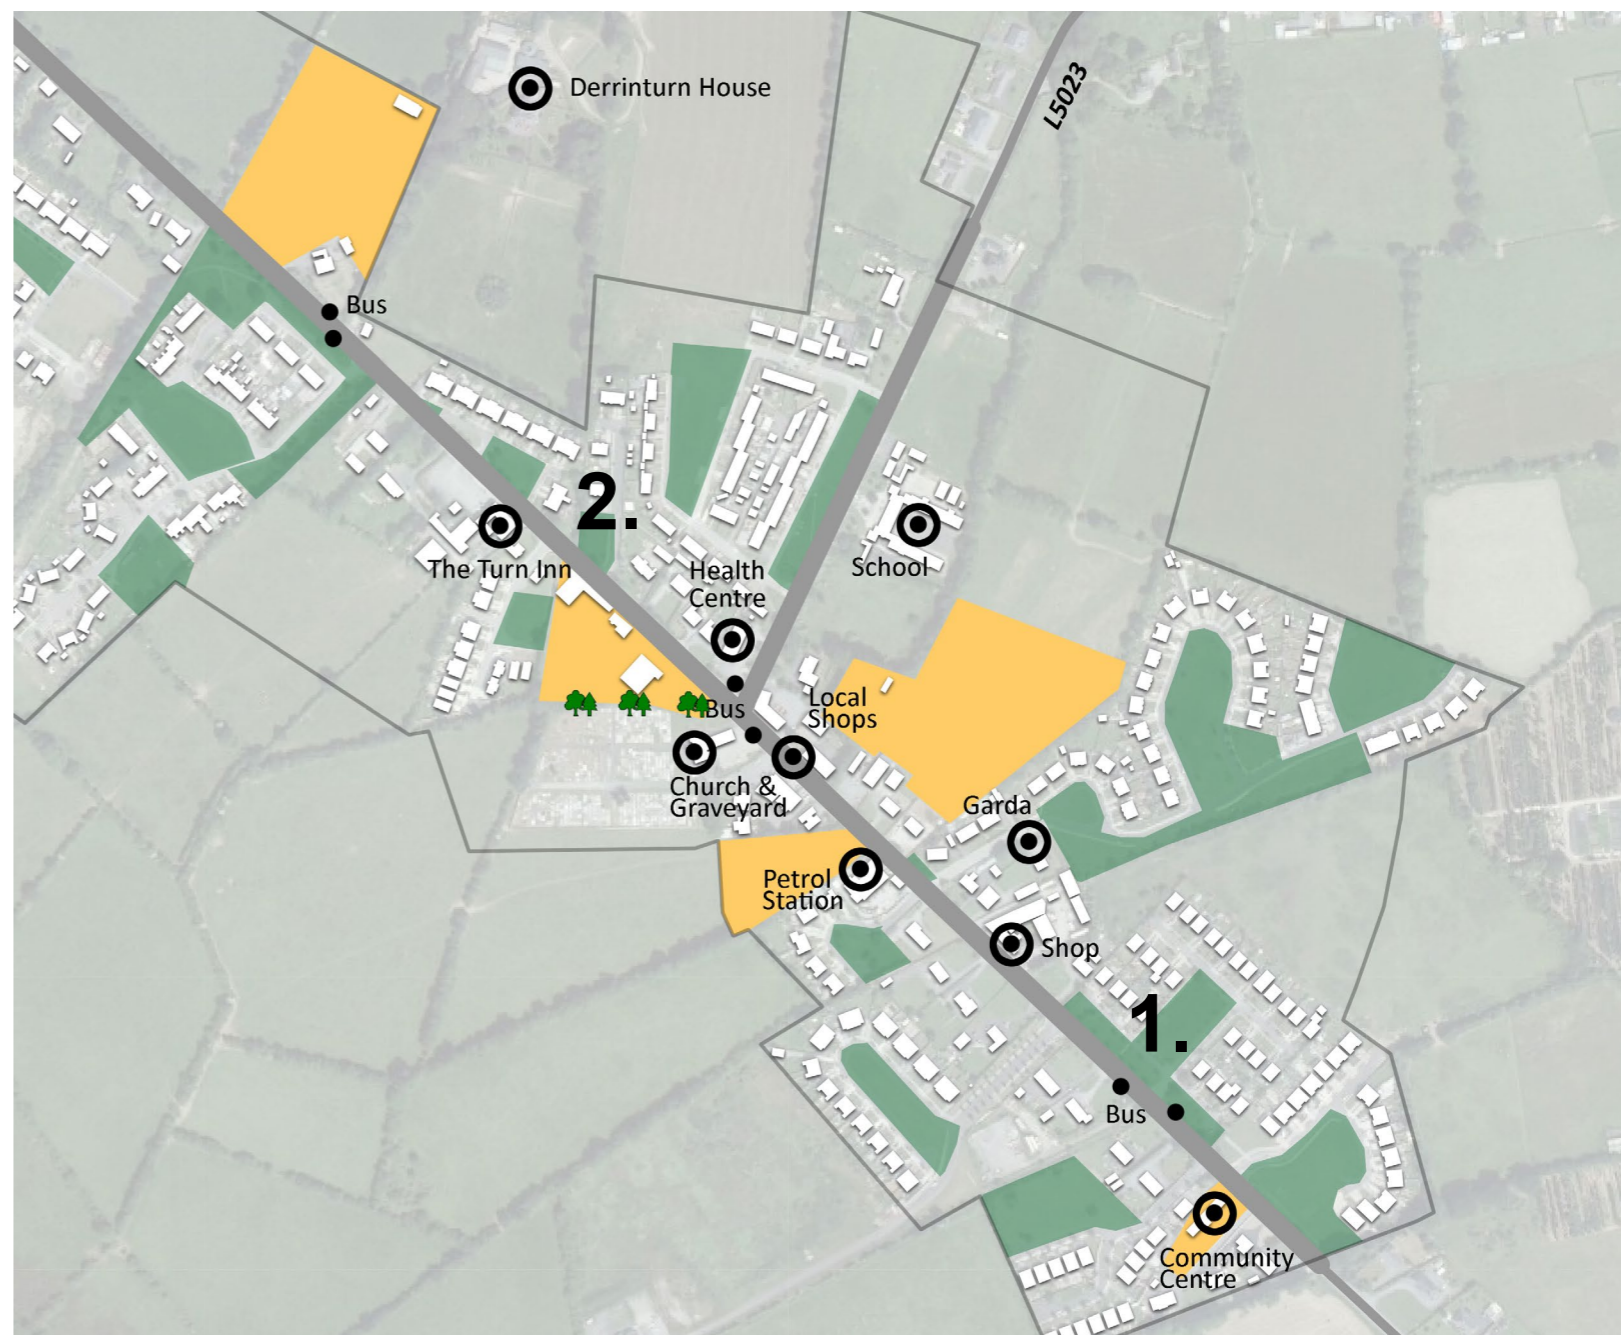 Derrinturn House
L5023
Bus
2.
The Turn Inn
Health
Centre
School
Local
Shops
Bus
Church &
Graveyard
Garda
Petrol
Station
Shop
1.
Bus
Community
Centre